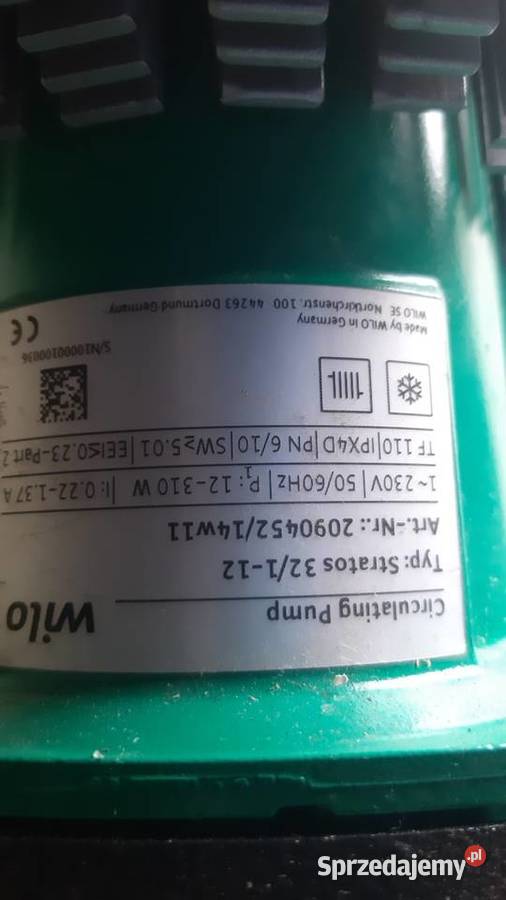 wilo
Circulating Pump
Typ: Stratos 32/1-12
Art.-Nr.: 2090452/14w11
1~230V | 50/60Hz | P₁: 12-310 W | I: 0.22-1.37 A
TF 110 | IPX4D | PN 6/10 | SW≥5.01 | EEI≤0.23-Part 2
S/N100000100036
Made by WILO in Germany
WILO SE Nortkirchenstr. 100 44263 Dortmund Germany
CE
Sprzedajemy.pl